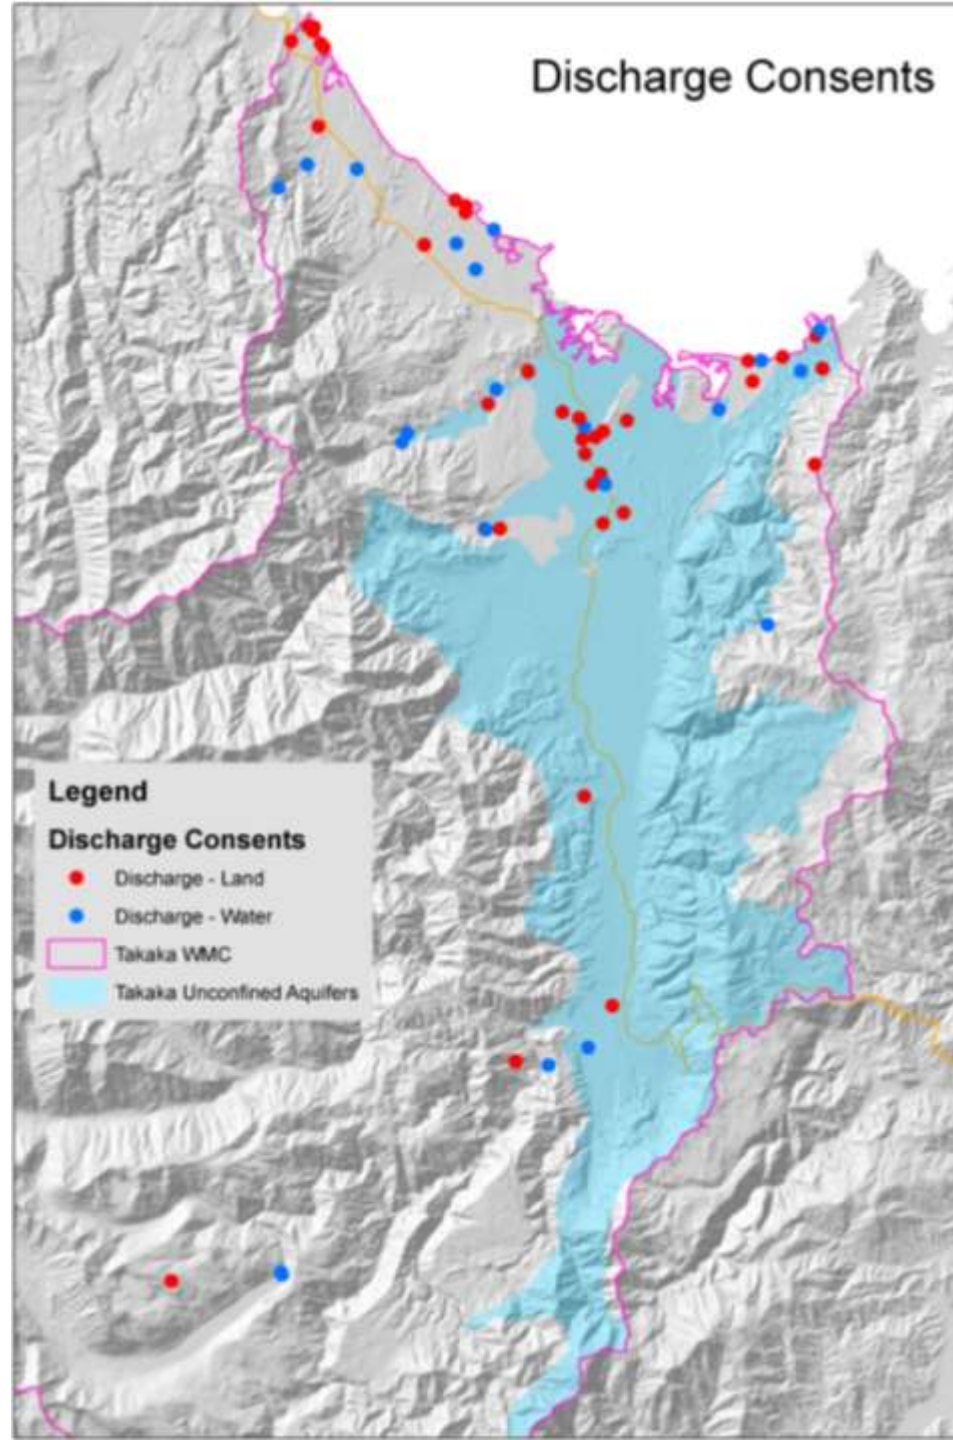 Discharge Consents
Legend
Discharge Consents
Discharge - Land
Discharge - Water
Takaka WMC
Takaka Unconfined Aquifers